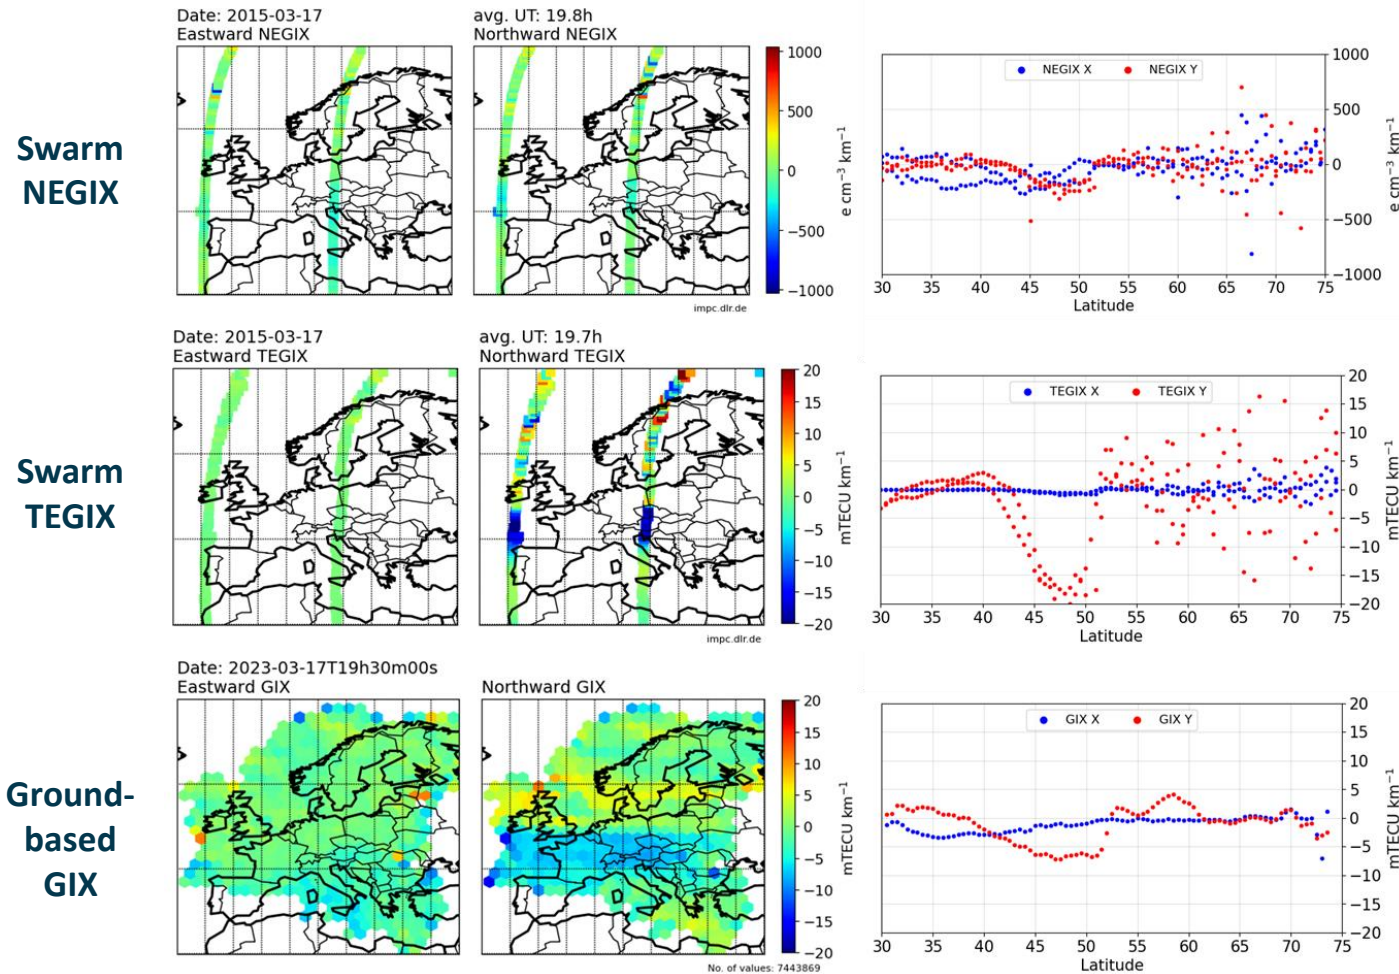 Swarm
NEGIX
Date: 2015-03-17
Eastward NEGIX
avg. UT: 19.8h
Northward NEGIX
1000
500
0
−500
−1000
e cm⁻³ km⁻¹
impc.dlr.de
NEGIX X
NEGIX Y
1000
500
0
−500
−1000
e cm⁻³ km⁻¹
30 35 40 45 50 55 60 65 70 75
Latitude
Swarm
TEGIX
Date: 2015-03-17
Eastward TEGIX
avg. UT: 19.7h
Northward TEGIX
20
15
10
5
0
−5
−10
−15
−20
mTECU km⁻¹
impc.dlr.de
TEGIX X
TEGIX Y
20
15
10
5
0
−5
−10
−15
−20
mTECU km⁻¹
30 35 40 45 50 55 60 65 70 75
Latitude
Ground-
based
GIX
Date: 2023-03-17T19h30m00s
Eastward GIX
Northward GIX
20
15
10
5
0
−5
−10
−15
−20
mTECU km⁻¹
No. of values: 7443869
GIX X
GIX Y
20
15
10
5
0
−5
−10
−15
−20
mTECU km⁻¹
30 35 40 45 50 55 60 65 70 75
Latitude